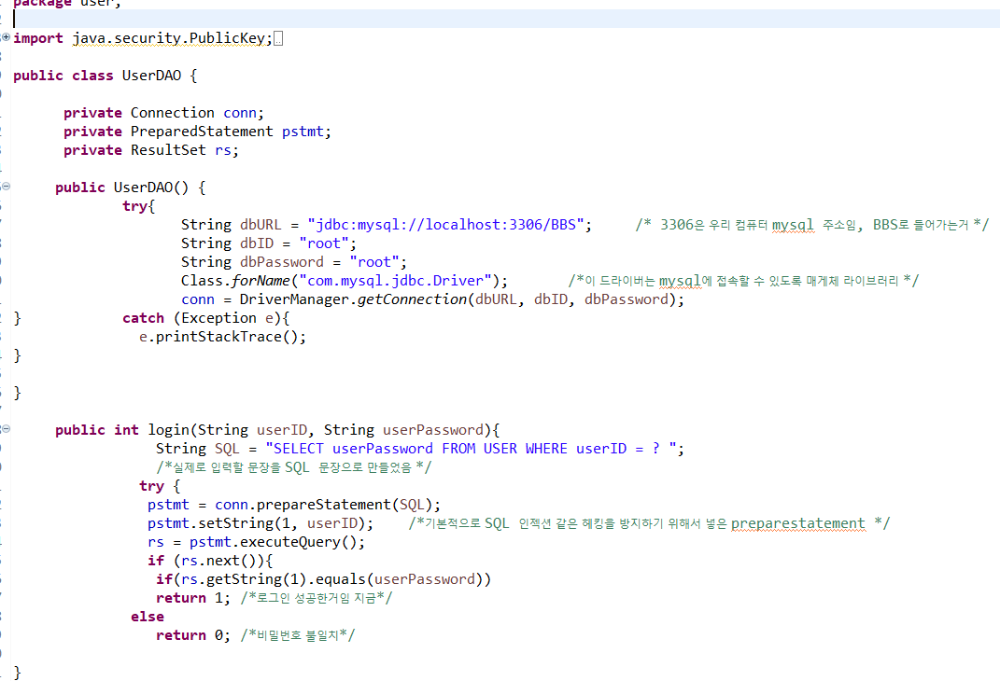 package user;
import java.security.PublicKey;
public class UserDAO {
private Connection conn;
private PreparedStatement pstmt;
private ResultSet rs;
public UserDAO() {
try{
String dbURL = "jdbc:mysql://localhost:3306/BBS"; /* 3306은 우리 컴퓨터 mysql 주소임, BBS로 들어가는거 */
String dbID = "root";
String dbPassword = "root";
Class.forName("com.mysql.jdbc.Driver"); /*이 드라이버는 mysql에 접속할 수 있도록 매게체 라이브러리 */
conn = DriverManager.getConnection(dbURL, dbID, dbPassword);
} catch (Exception e){
e.printStackTrace();
}
}
public int login(String userID, String userPassword){
String SQL = "SELECT userPassword FROM USER WHERE userID = ? ";
/*실제로 입력할 문장을 SQL 문장으로 만들었음 */
try {
pstmt = conn.prepareStatement(SQL);
pstmt.setString(1, userID); /*기본적으로 SQL 인젝션 같은 헤킹을 방지하기 위해서 넣은 preparestatement */
rs = pstmt.executeQuery();
if (rs.next()){
if(rs.getString(1).equals(userPassword))
return 1; /*로그인 성공한거임 지금*/
else
return 0; /*비밀번호 불일치*/
}